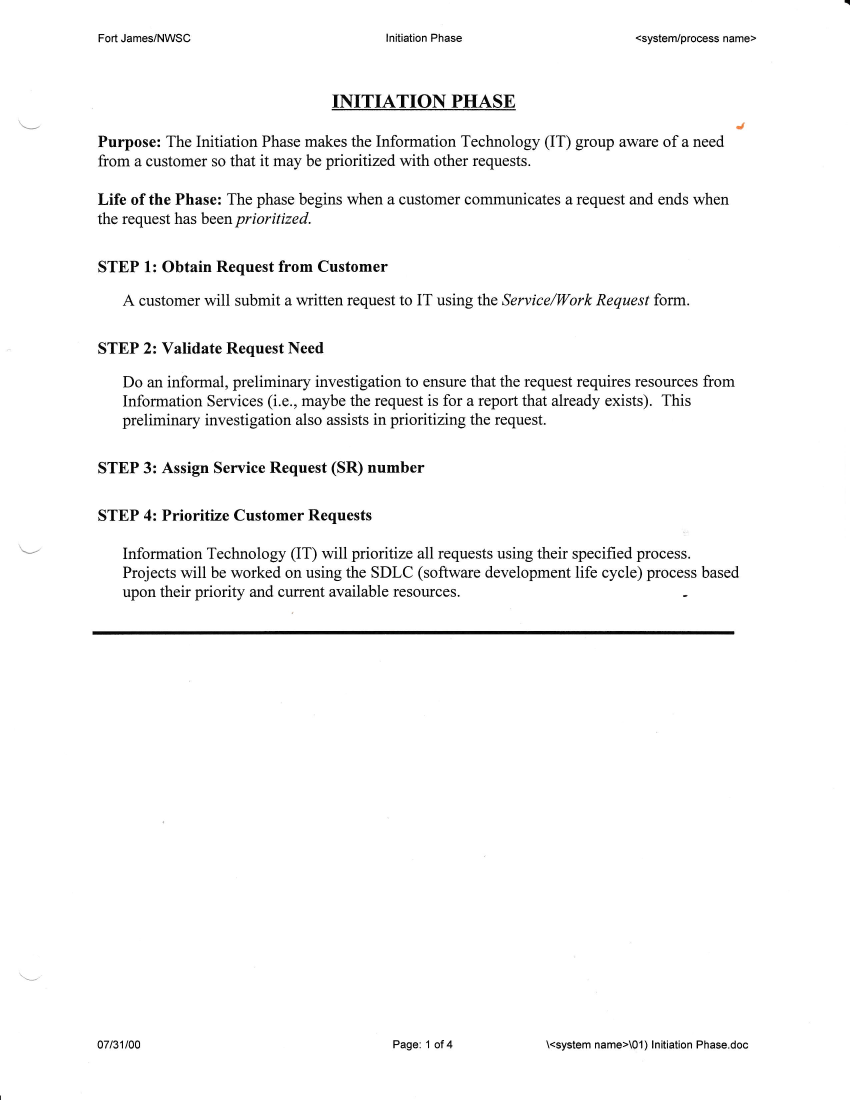 Fort James/NWSC Initiation Phase <system/process name>
INITIATION PHASE
Purpose: The Initiation Phase makes the Information Technology (IT) group aware of a need
from a customer so that it may be prioritized with other requests.
Life of the Phase: The phase begins when a customer communicates a request and ends when
the request has been prioritized.
STEP 1: Obtain Request from Customer
A customer will submit a written request to IT using the Service/Work Request form.
STEP 2: Validate Request Need
Do an informal, preliminary investigation to ensure that the request requires resources from
Information Services (i.e., maybe the request is for a report that already exists).  This
preliminary investigation also assists in prioritizing the request.
STEP 3: Assign Service Request (SR) number
STEP 4: Prioritize Customer Requests
Information Technology (IT) will prioritize all requests using their specified process.
Projects will be worked on using the SDLC (software development life cycle) process based
upon their priority and current available resources.
07/31/00 Page: 1 of 4 \<system name>\01) Initiation Phase.doc